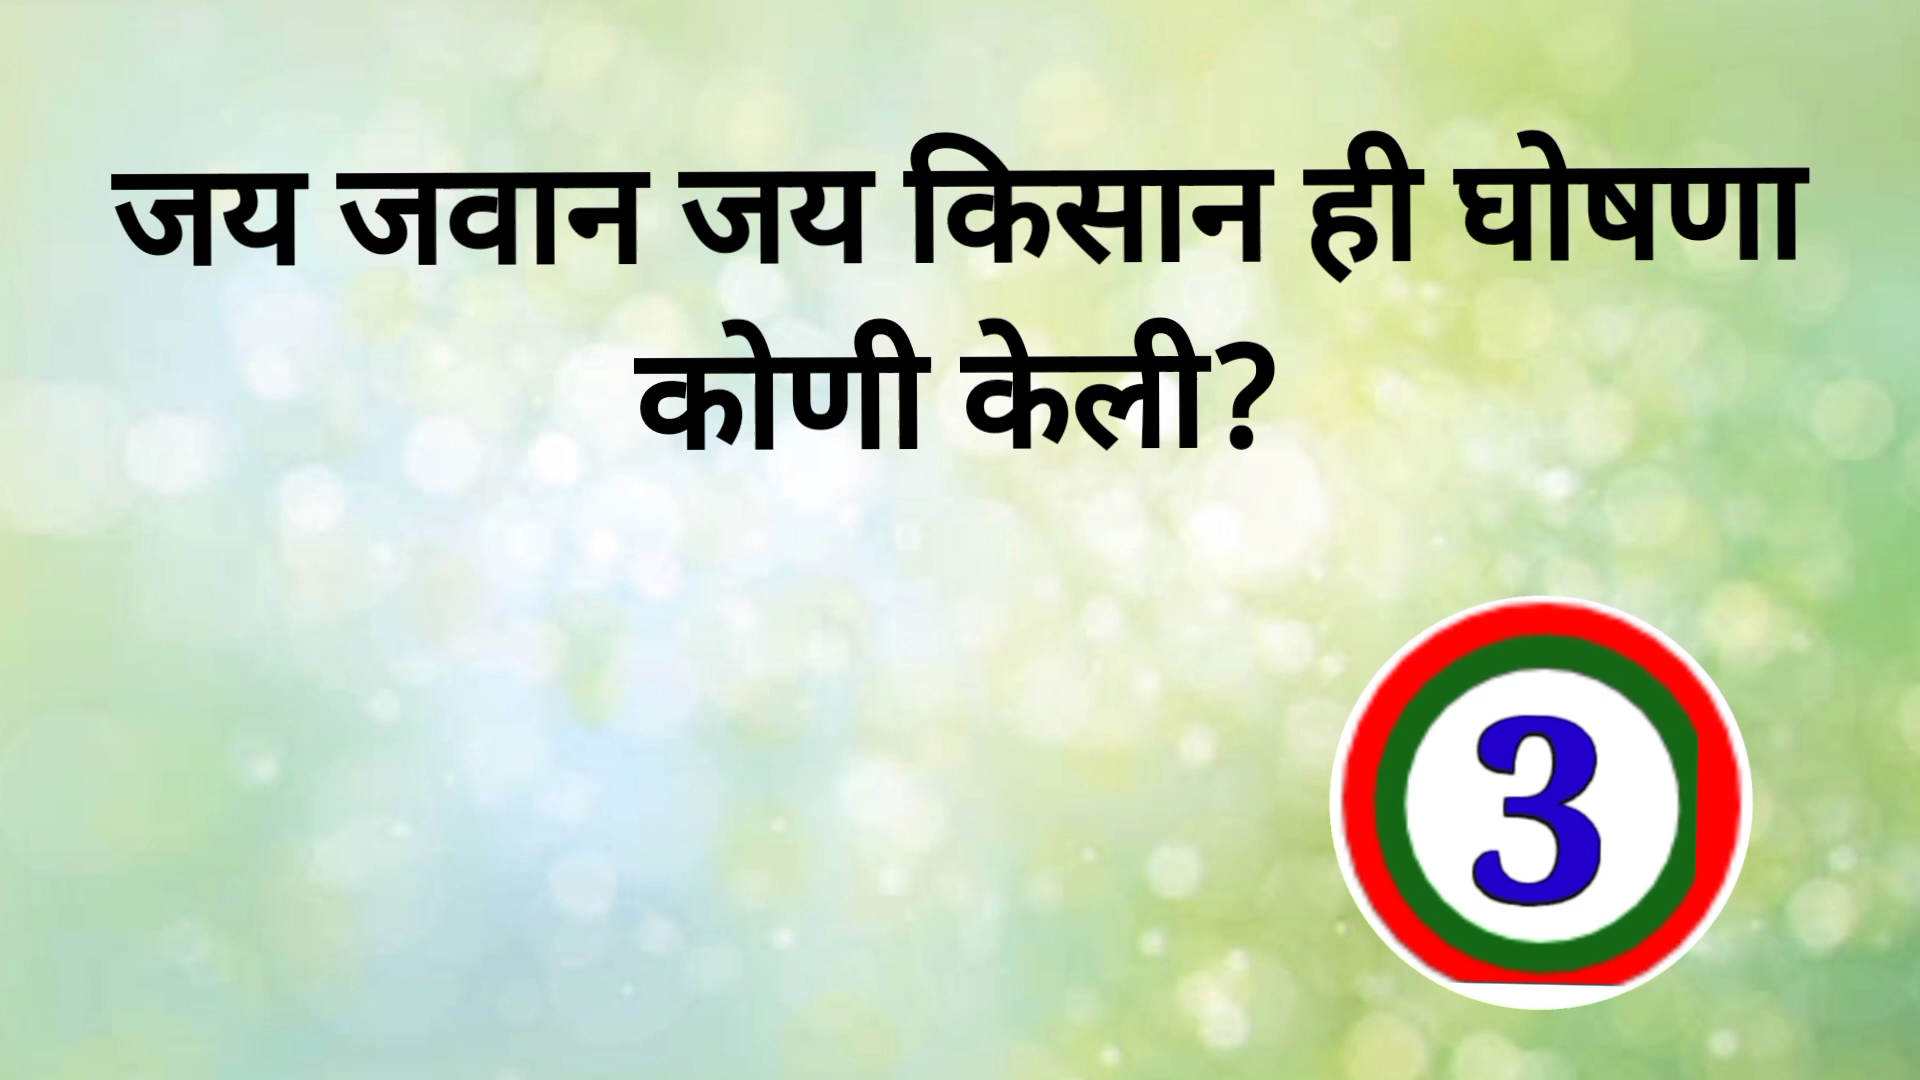 जय जवान जय किसान ही घोषणा
कोणी केली?
3